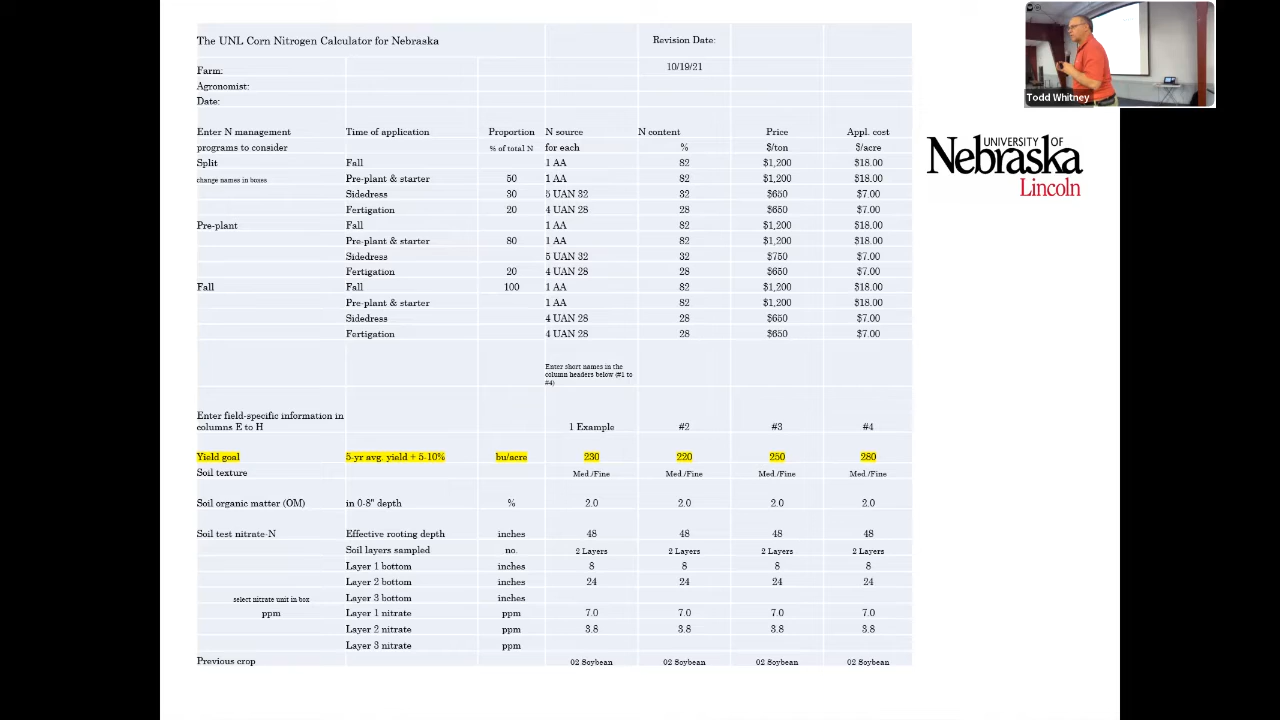 The UNL Corn Nitrogen Calculator for Nebraska Revision Date:
Farm: 10/19/21
Agronomist:
Date:
Enter N management Time of application Proportion N source N content Price Appl. cost
programs to consider % of total N for each % $/ton $/acre
Split Fall 1 AA 82 $1,200 $18.00
change names in boxes Pre-plant & starter 50 1 AA 82 $1,200 $18.00
Sidedress 30 5 UAN 32 32 $650 $7.00
Fertigation 20 4 UAN 28 28 $650 $7.00
Pre-plant Fall 1 AA 82 $1,200 $18.00
Pre-plant & starter 80 1 AA 82 $1,200 $18.00
Sidedress 5 UAN 32 32 $750 $7.00
Fertigation 20 4 UAN 28 28 $650 $7.00
Fall Fall 100 1 AA 82 $1,200 $18.00
Pre-plant & starter 1 AA 82 $1,200 $18.00
Sidedress 4 UAN 28 28 $650 $7.00
Fertigation 4 UAN 28 28 $650 $7.00
Enter short names in the
column headers below (#1 to
#4)
Enter field-specific information in
columns E to H 1 Example #2 #3 #4
Yield goal 5-yr avg. yield + 5-10% bu/acre 230 220 250 280
Soil texture Med./Fine Med./Fine Med./Fine Med./Fine
Soil organic matter (OM) in 0-8" depth % 2.0 2.0 2.0 2.0
Soil test nitrate-N Effective rooting depth inches 48 48 48 48
Soil layers sampled no. 2 Layers 2 Layers 2 Layers 2 Layers
Layer 1 bottom inches 8 8 8 8
Layer 2 bottom inches 24 24 24 24
select nitrate unit in box Layer 3 bottom inches
ppm Layer 1 nitrate ppm 7.0 7.0 7.0 7.0
Layer 2 nitrate ppm 3.8 3.8 3.8 3.8
Layer 3 nitrate ppm
Previous crop 02 Soybean 02 Soybean 02 Soybean 02 Soybean
Todd Whitney
UNIVERSITY OF
Nebraska
Lincoln